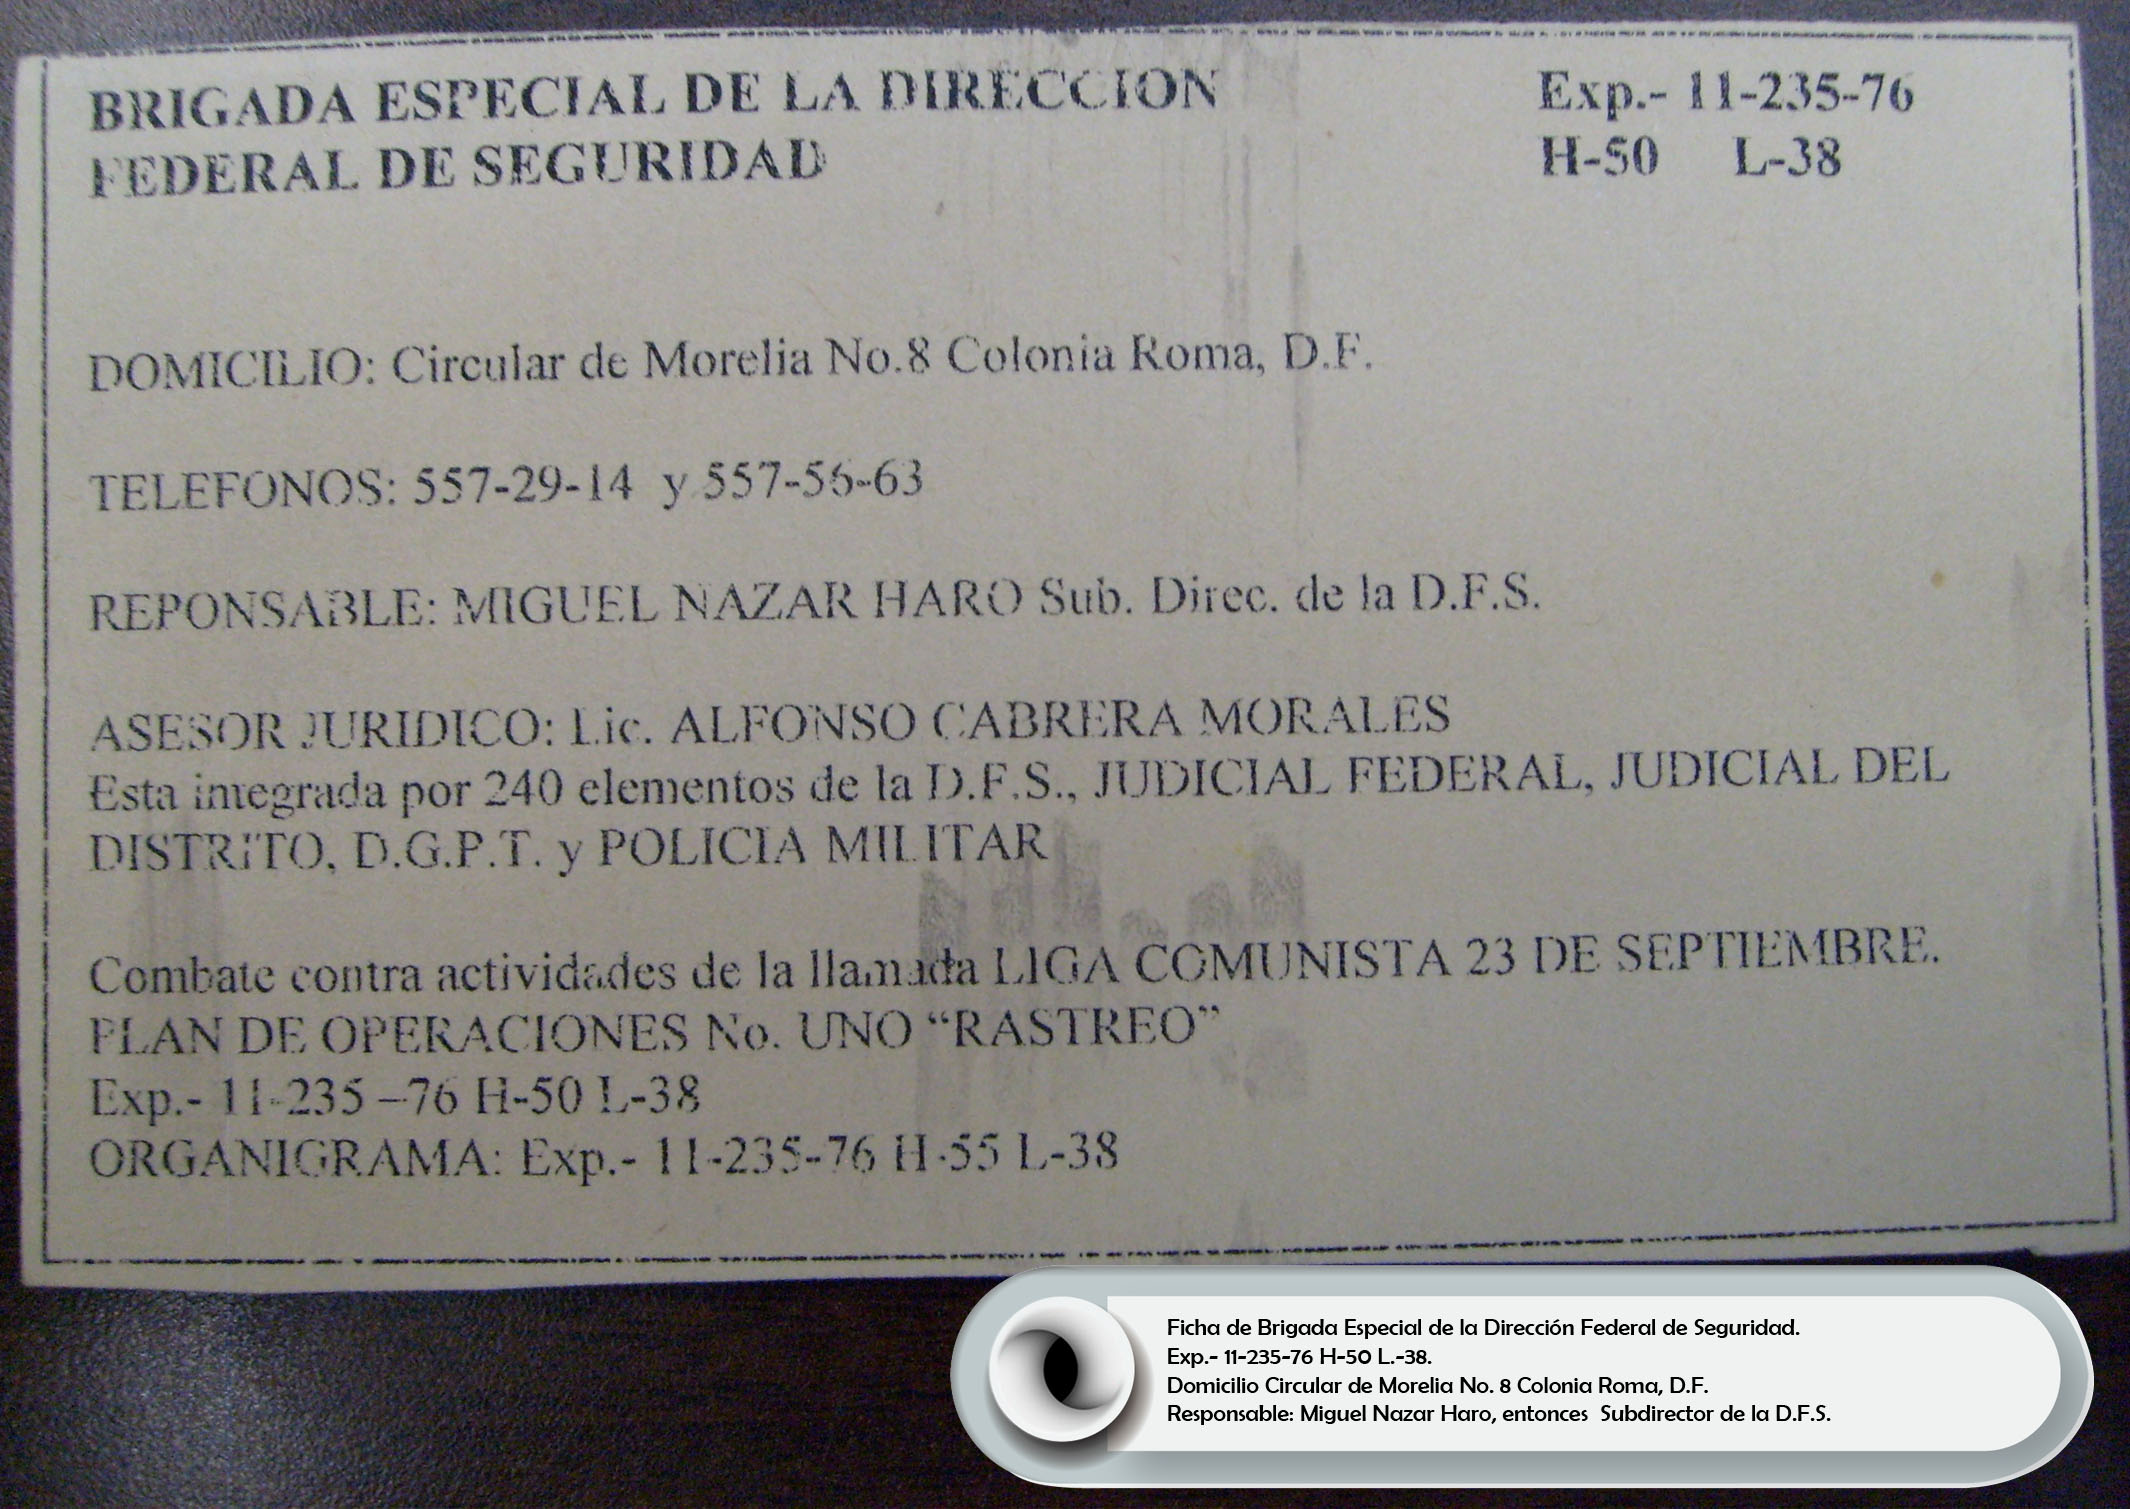 BRIGADA ESPECIAL DE LA DIRECCION
FEDERAL DE SEGURIDAD
Exp.- 11-235-76
H-50 L-38
DOMICILIO: Circular de Morelia No.8 Colonia Roma, D.F.
TELEFONOS: 557-29-14 y 557-56-63
REPONSABLE: MIGUEL NAZAR HARO Sub. Direc. de la D.F.S.
ASESOR JURIDICO: Lic. ALFONSO CABRERA MORALES
Esta integrada por 240 elementos de la D.F.S., JUDICIAL FEDERAL, JUDICIAL DEL
DISTRITO, D.G.P.T. y POLICIA MILITAR
Combate contra actividades de la llamada LIGA COMUNISTA 23 DE SEPTIEMBRE.
PLAN DE OPERACIONES No. UNO “RASTREO”
Exp.- 11-235 –76 H-50 L-38
ORGANIGRAMA: Exp.- 11-235-76 H-55 L-38
Ficha de Brigada Especial de la Dirección Federal de Seguridad.
Exp.- 11-235-76 H-50 L.-38.
Domicilio Circular de Morelia No. 8 Colonia Roma, D.F.
Responsable: Miguel Nazar Haro, entonces Subdirector de la D.F.S.